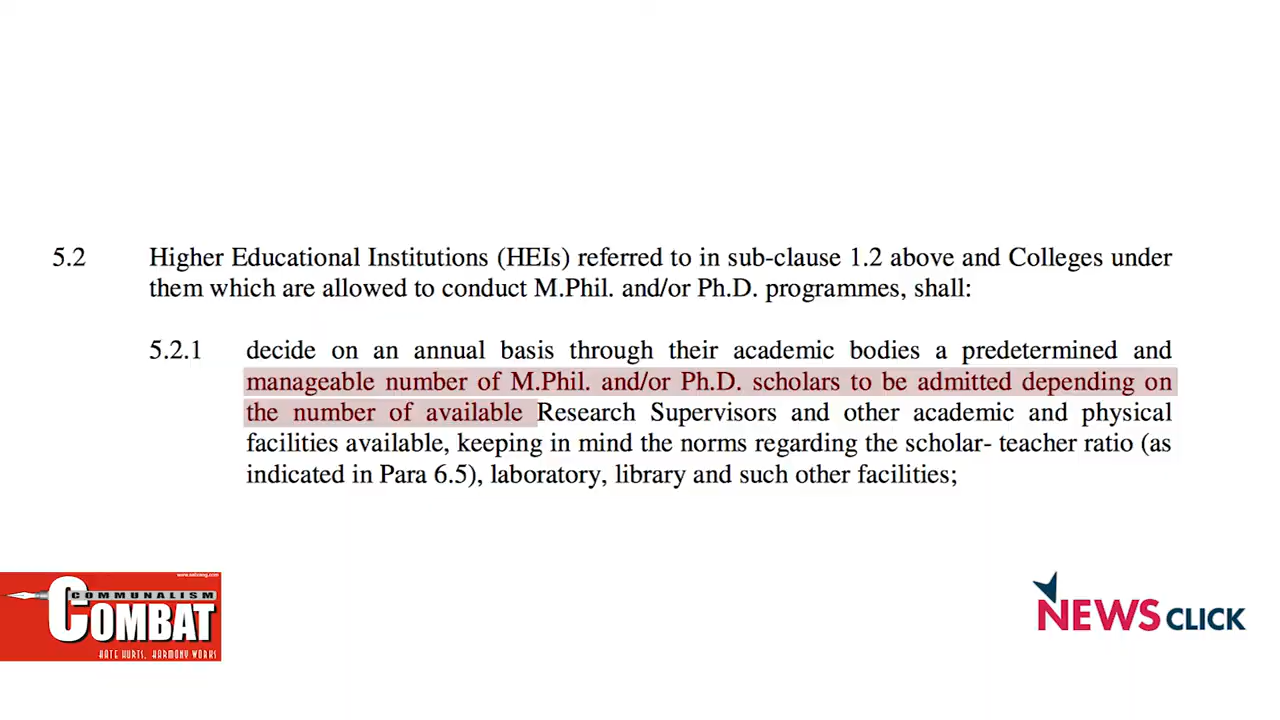 5.2 Higher Educational Institutions (HEIs) referred to in sub-clause 1.2 above and Colleges under
them which are allowed to conduct M.Phil. and/or Ph.D. programmes, shall:
5.2.1 decide on an annual basis through their academic bodies a predetermined and
manageable number of M.Phil. and/or Ph.D. scholars to be admitted depending on
the number of available Research Supervisors and other academic and physical
facilities available, keeping in mind the norms regarding the scholar- teacher ratio (as
indicated in Para 6.5), laboratory, library and such other facilities;
COMMUNALISM
COMBAT
HATE HURTS, HARMONY WORKS
NEWS CLICK